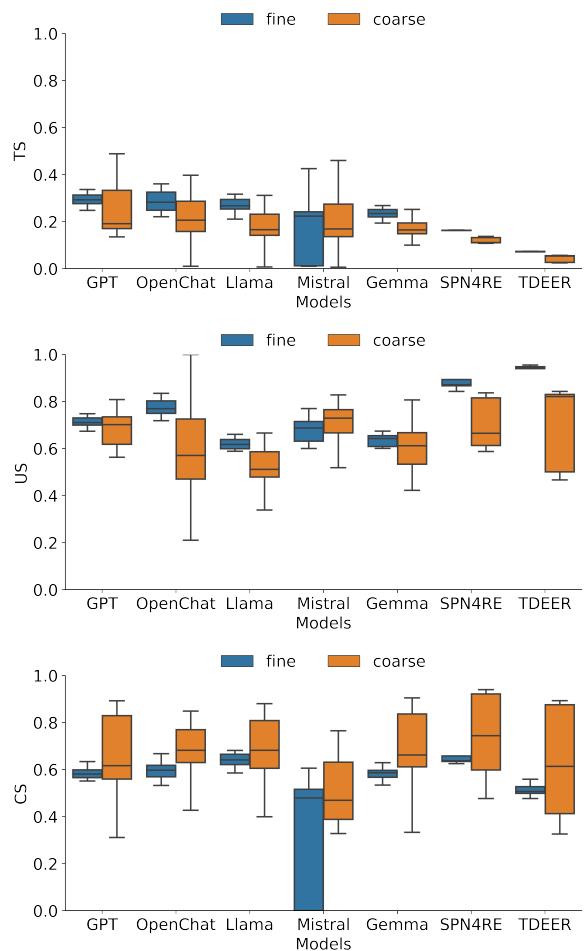 fine coarse
1.0
0.8
0.6
0.4
0.2
0.0
TS
GPT OpenChat Llama Mistral Gemma SPN4RE TDEER
Models
fine coarse
1.0
0.8
0.6
0.4
0.2
0.0
US
GPT OpenChat Llama Mistral Gemma SPN4RE TDEER
Models
fine coarse
1.0
0.8
0.6
0.4
0.2
0.0
CS
GPT OpenChat Llama Mistral Gemma SPN4RE TDEER
Models